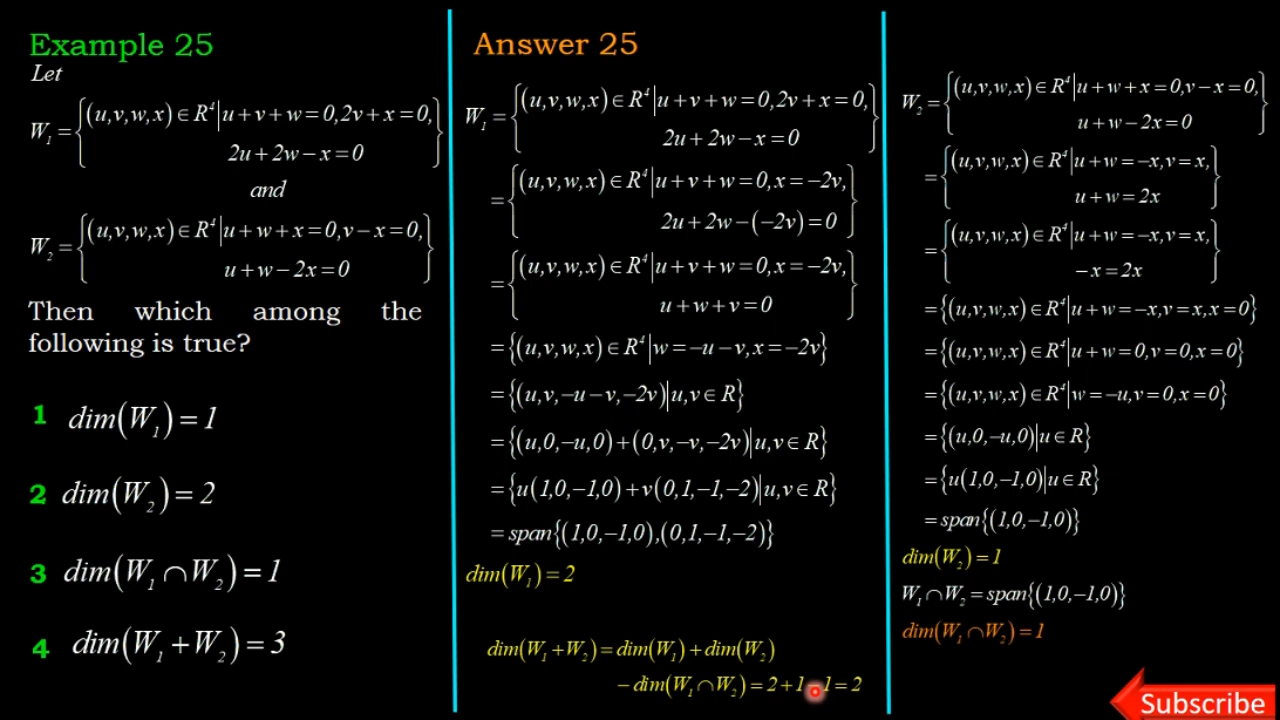 Example 25
Let
W₁ = {(u,v,w,x) ∈ R⁴|u+v+w=0,2v+x=0,
2u+2w−x=0}
and
W₂ = {(u,v,w,x) ∈ R⁴|u+w+x=0,v−x=0,
u+w−2x=0}
Then which among the
following is true?
1 dim(W₁)=1
2 dim(W₂)=2
3 dim(W₁∩W₂)=1
4 dim(W₁+W₂)=3
Answer 25
W₁ = {(u,v,w,x) ∈ R⁴|u+v+w=0,2v+x=0,
2u+2w−x=0}
= {(u,v,w,x) ∈ R⁴|u+v+w=0,x=−2v,
2u+2w−(−2v)=0}
= {(u,v,w,x) ∈ R⁴|u+v+w=0,x=−2v,
u+w+v=0}
= {(u,v,w,x) ∈ R⁴|w=−u−v,x=−2v}
= {(u,v,−u−v,−2v)|u,v∈R}
= {(u,0,−u,0)+(0,v,−v,−2v)|u,v∈R}
= {u(1,0,−1,0)+v(0,1,−1,−2)|u,v∈R}
= span{(1,0,−1,0),(0,1,−1,−2)}
dim(W₁)=2
dim(W₁+W₂)=dim(W₁)+dim(W₂)
−dim(W₁∩W₂)=2+1−1=2
W₂ = {(u,v,w,x) ∈ R⁴|u+w+x=0,v−x=0,
u+w−2x=0}
= {(u,v,w,x) ∈ R⁴|u+w=−x,v=x,
u+w=2x}
= {(u,v,w,x) ∈ R⁴|u+w=−x,v=x,
−x=2x}
= {(u,v,w,x) ∈ R⁴|u+w=−x,v=x,x=0}
= {(u,v,w,x) ∈ R⁴|u+w=0,v=0,x=0}
= {(u,v,w,x) ∈ R⁴|w=−u,v=0,x=0}
= {(u,0,−u,0)|u∈R}
= {u(1,0,−1,0)|u∈R}
= span{(1,0,−1,0)}
dim(W₂)=1
W₁∩W₂=span{(1,0,−1,0)}
dim(W₁∩W₂)=1
Subscribe